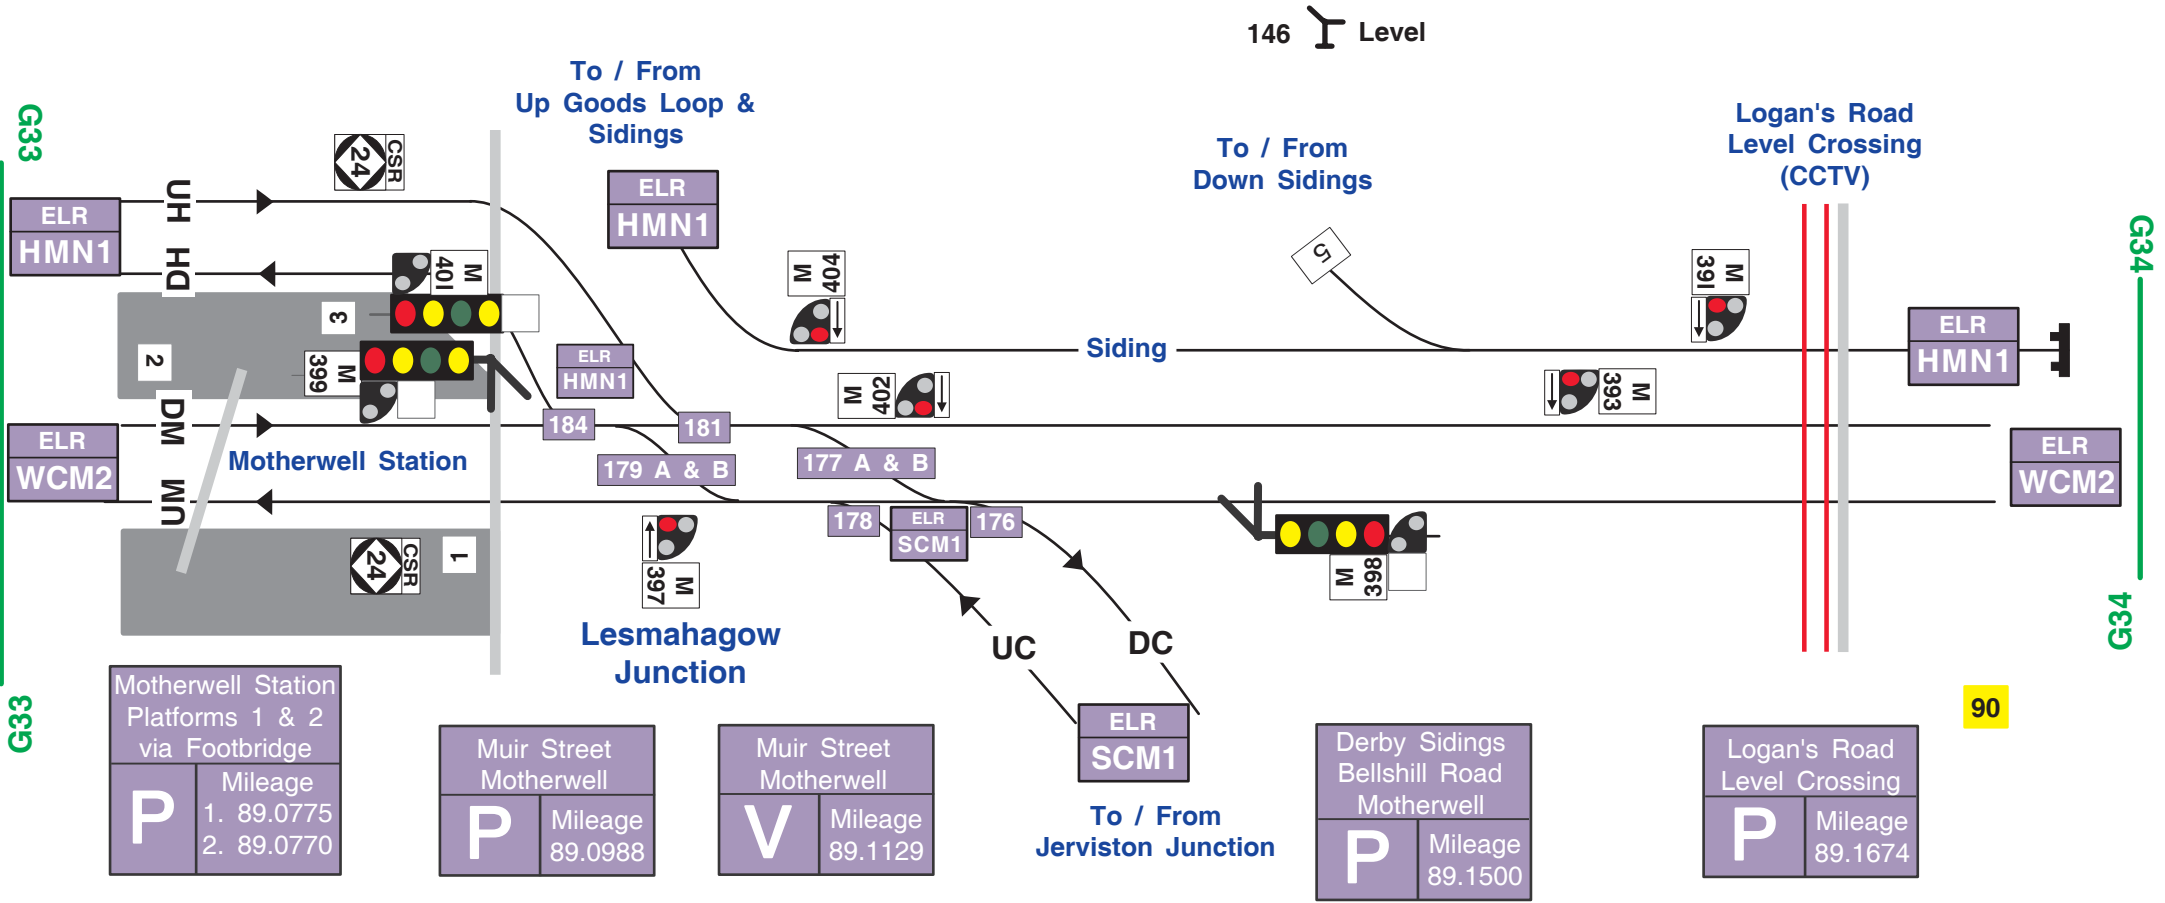 146 Level
To / From
Up Goods Loop &
Sidings
To / From
Down Sidings
Logan's Road
Level Crossing
(CCTV)
G33
G33
G34
G34
CSR
24
UH
DH
ELR
HMN1
ELR
HMN1
M
401
M
404
5
M
391
3
2
M
399
ELR
HMN1
Siding
ELR
HMN1
M
402
M
393
DM
184
181
ELR
WCM2
ELR
WCM2
Motherwell Station
179 A & B
177 A & B
UM
178
ELR
SCM1
176
CSR
24
1
M
397
M
398
Lesmahagow
Junction
UC
DC
ELR
SCM1
To / From
Jerviston Junction
90
Motherwell Station
Platforms 1 & 2
via Footbridge
P
Mileage
1. 89.0775
2. 89.0770
Muir Street
Motherwell
P
Mileage
89.0988
Muir Street
Motherwell
V
Mileage
89.1129
Derby Sidings
Bellshill Road
Motherwell
P
Mileage
89.1500
Logan's Road
Level Crossing
P
Mileage
89.1674